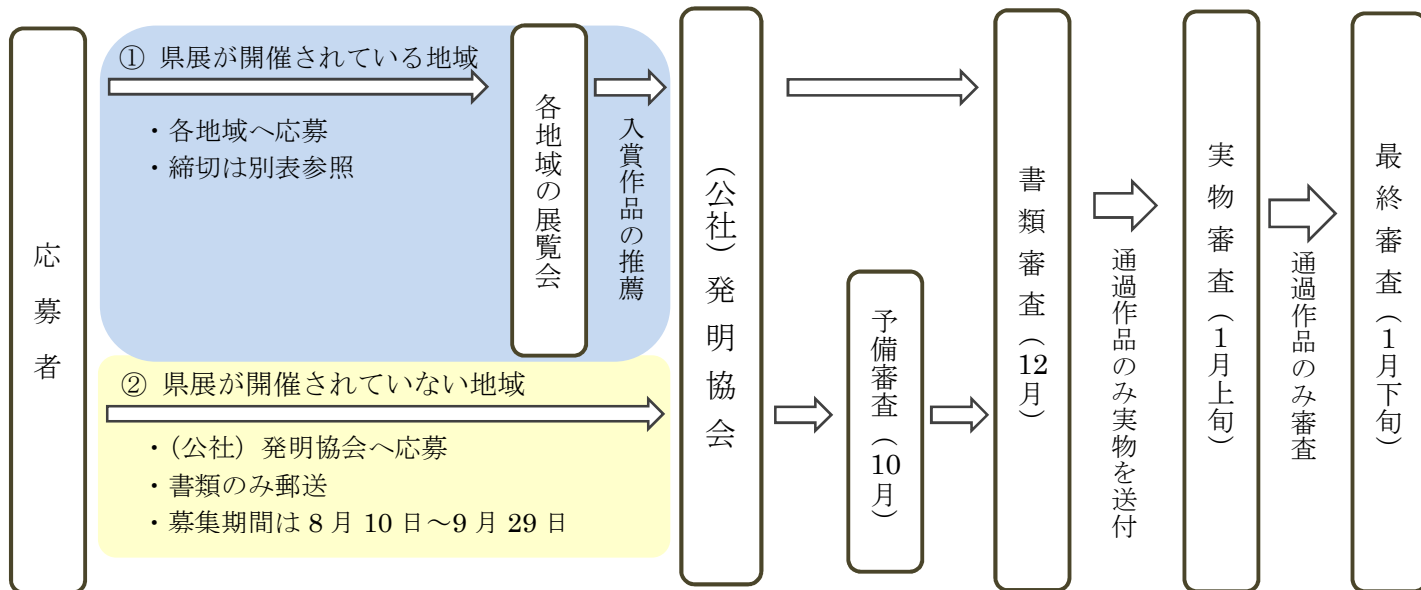 応募者
① 県展が開催されている地域
・各地域へ応募
・締切は別表参照
各地域の展覧会
入賞作品の推薦
② 県展が開催されていない地域
・(公社) 発明協会へ応募
・書類のみ郵送
・募集期間は 8 月 10 日～9 月 29 日
(公社)発明協会
予備審査(10月)
書類審査(12月)
通過作品のみ実物を送付
実物審査(1月上旬)
通過作品のみ審査
最終審査(1月下旬)